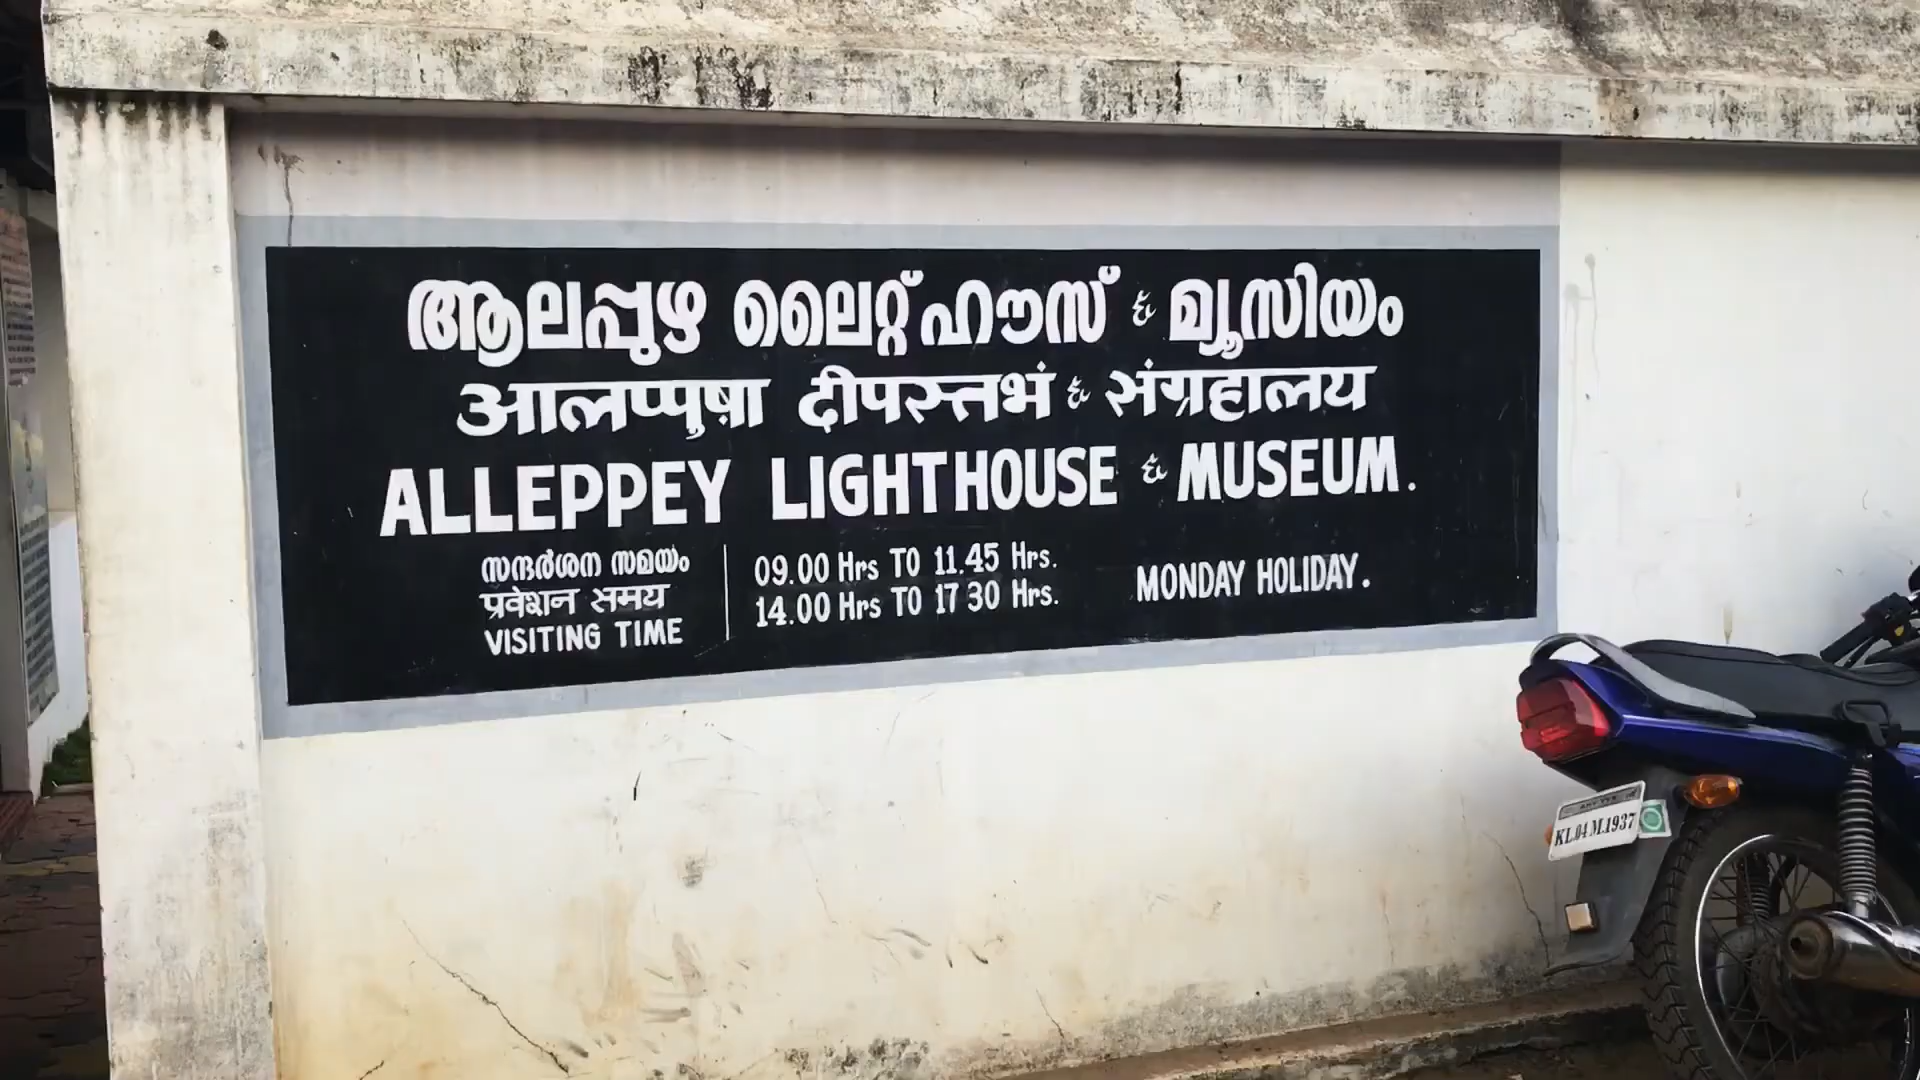 ആലപ്പുഴ ലൈറ്റ് ഹൗസ് & മ്യൂസിയം
आलप्पुषा दीपस्तभं & संग्रहालय
ALLEPPEY LIGHTHOUSE & MUSEUM.
സന്ദർശന സമയം
प्रवेशन समय
VISITING TIME
09.00 Hrs TO 11.45 Hrs.
14.00 Hrs TO 17 30 Hrs.
MONDAY HOLIDAY.
KL.04 M.1937